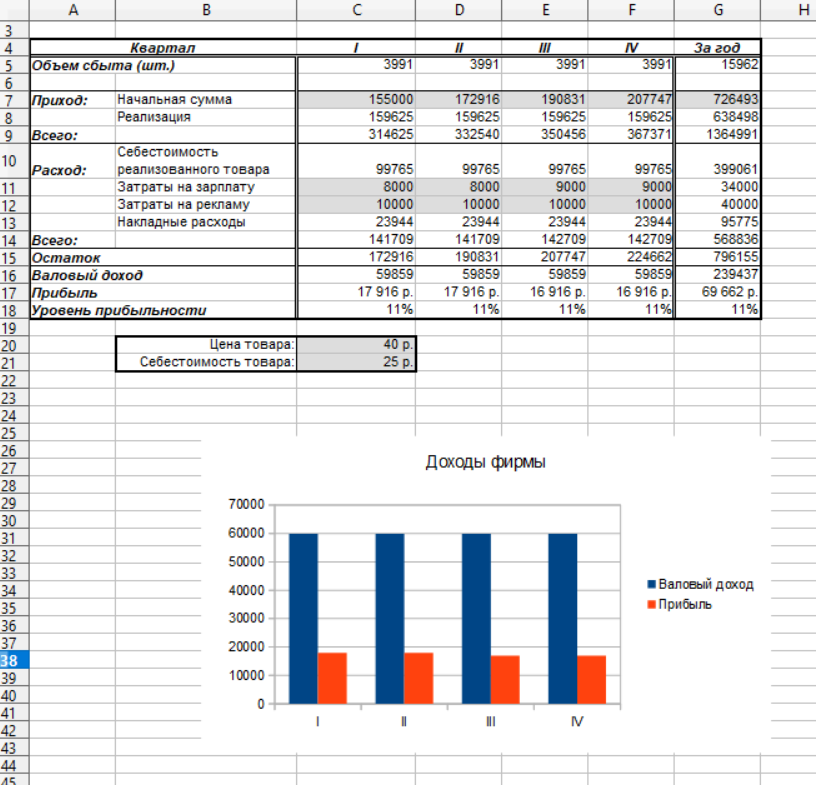 A B C D E F G H
3
4 Квартал I II III IV За год
5 Объем сбыта (шт.) 3991 3991 3991 3991 15962
6
7 Приход: Начальная сумма 155000 172916 190831 207747 726493
8 Реализация 159625 159625 159625 159625 638498
9 Всего: 314625 332540 350456 367371 1364991
10 Расход: Себестоимость
реализованного товара 99765 99765 99765 99765 399061
11 Затраты на зарплату 8000 8000 9000 9000 34000
12 Затраты на рекламу 10000 10000 10000 10000 40000
13 Накладные расходы 23944 23944 23944 23944 95775
14 Всего: 141709 141709 142709 142709 568836
15 Остаток 172916 190831 207747 224662 796155
16 Валовый доход 59859 59859 59859 59859 239437
17 Прибыль 17 916 р. 17 916 р. 16 916 р. 16 916 р. 69 662 р.
18 Уровень прибыльности 11% 11% 11% 11% 11%
19
20 Цена товара: 40 р.
21 Себестоимость товара: 25 р.
22
23
24
25
26
27
28
29
30
31
32
33
34
35
36
37
38
39
40
41
42
43
44
45
Доходы фирмы
70000
60000
50000
40000
30000
20000
10000
0
I II III IV
Валовый доход
Прибыль